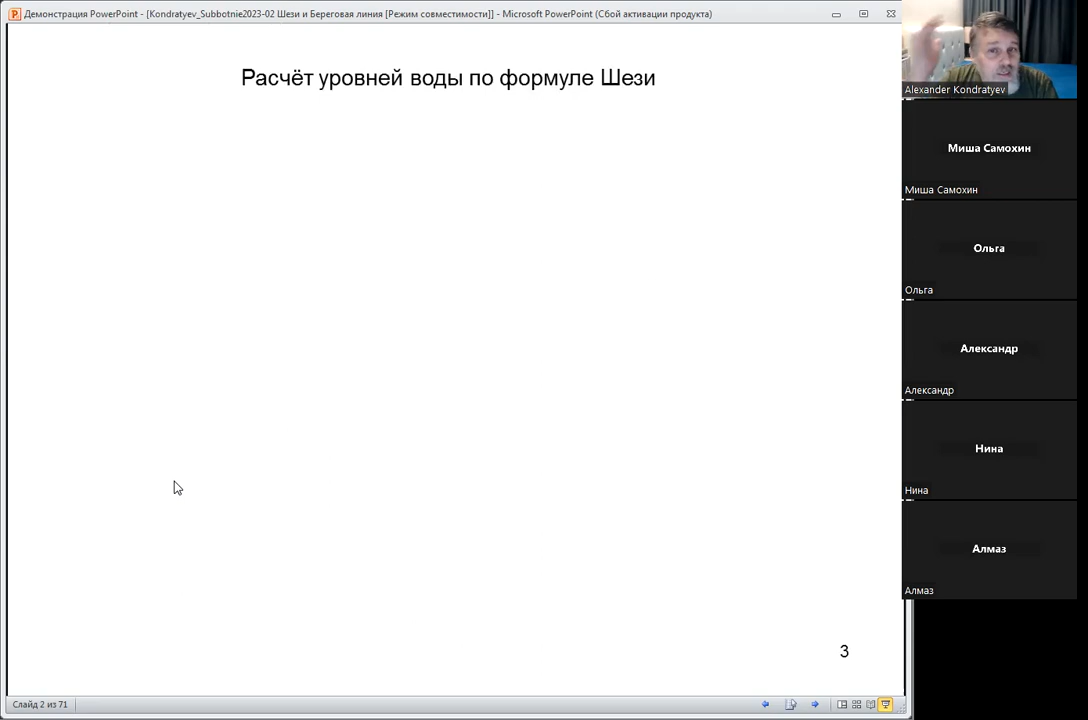 Демонстрация PowerPoint - [Kondratyev_Subbotnie2023-02 Шези и Береговая линия [Режим совместимости]] - Microsoft PowerPoint (Сбой активации продукта)
Расчёт уровней воды по формуле Шези
3
Слайд 2 из 71
Alexander Kondratyev
Миша Самохин
Миша Самохин
Ольга
Ольга
Александр
Александр
Нина
Нина
Алмаз
Алмаз